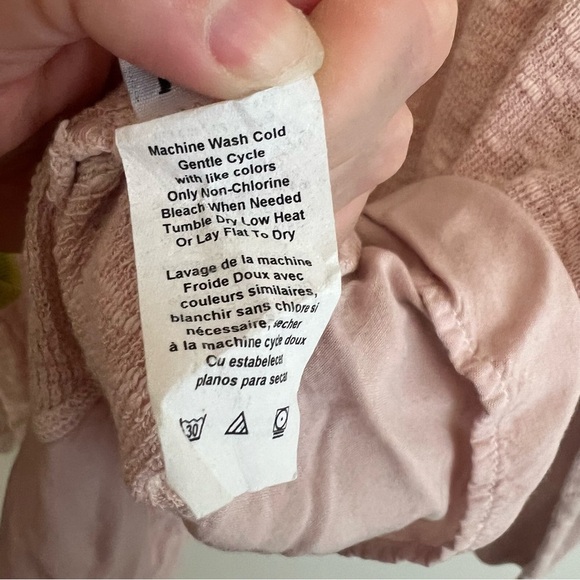 Machine Wash Cold
Gentle Cycle
with like colors
Only Non-Chlorine
Bleach When Needed
Tumble Dry Low Heat
Or Lay Flat To Dry
Lavage de la machine
Froide Doux avec
couleurs similaires,
blanchir sans chlore si
nécessaire, secher
à la machine cycle doux
Ou estabelecer
planos para secar
30